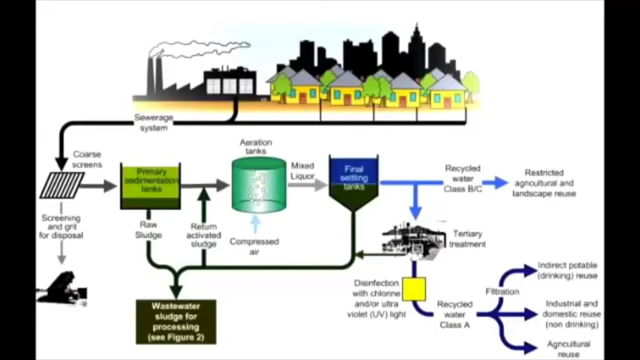 Sewerage
system
Coarse
screens
Screening
and grit
for disposal
Primary
sedimentation
tanks
Raw
Sludge
Return
activated
sludge
Aeration
tanks
Compressed
air
Mixed
Liquor
Final
settling
tanks
Recycled
water
Class B/C
Restricted
agricultural and
landscape reuse
Tertiary
treatment
Wastewater
sludge for
processing
(see Figure 2)
Disinfection
with chlorine
and/or ultra
violet (UV) light
Recycled
water
Class A
Filtration
Indirect potable
(drinking) reuse
Industrial and
domestic reuse
(non drinking)
Agricultural
reuse